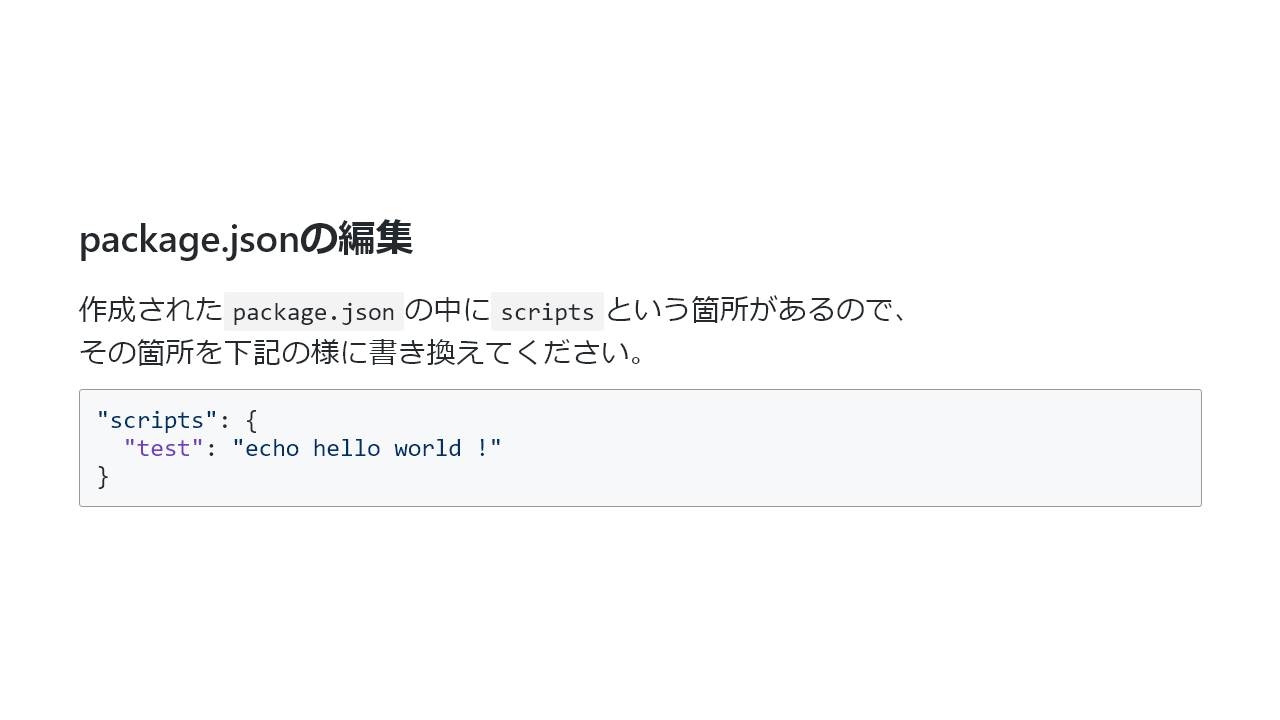 package.jsonの編集
作成されたpackage.jsonの中にscriptsという箇所があるので、
その箇所を下記の様に書き換えてください。
"scripts": {
  "test": "echo hello world !"
}